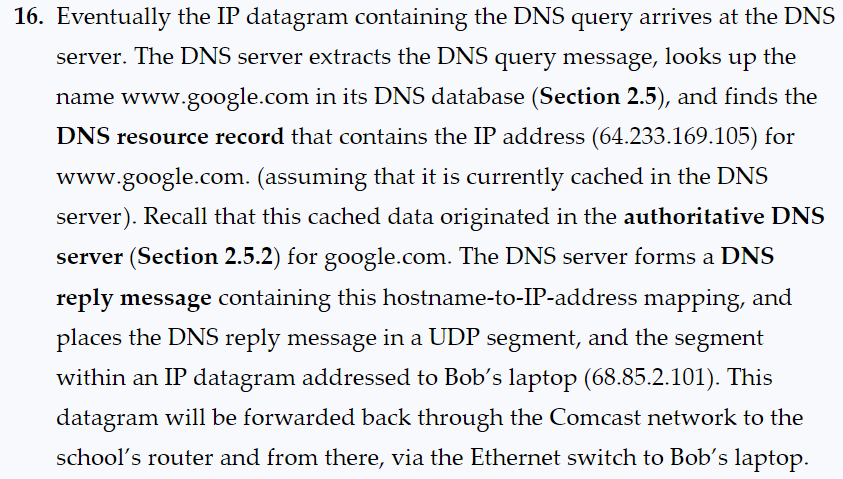 16. Eventually the IP datagram containing the DNS query arrives at the DNS
server. The DNS server extracts the DNS query message, looks up the
name www.google.com in its DNS database (Section 2.5), and finds the
DNS resource record that contains the IP address (64.233.169.105) for
www.google.com. (assuming that it is currently cached in the DNS
server). Recall that this cached data originated in the authoritative DNS
server (Section 2.5.2) for google.com. The DNS server forms a DNS
reply message containing this hostname-to-IP-address mapping, and
places the DNS reply message in a UDP segment, and the segment
within an IP datagram addressed to Bob’s laptop (68.85.2.101). This
datagram will be forwarded back through the Comcast network to the
school’s router and from there, via the Ethernet switch to Bob’s laptop.